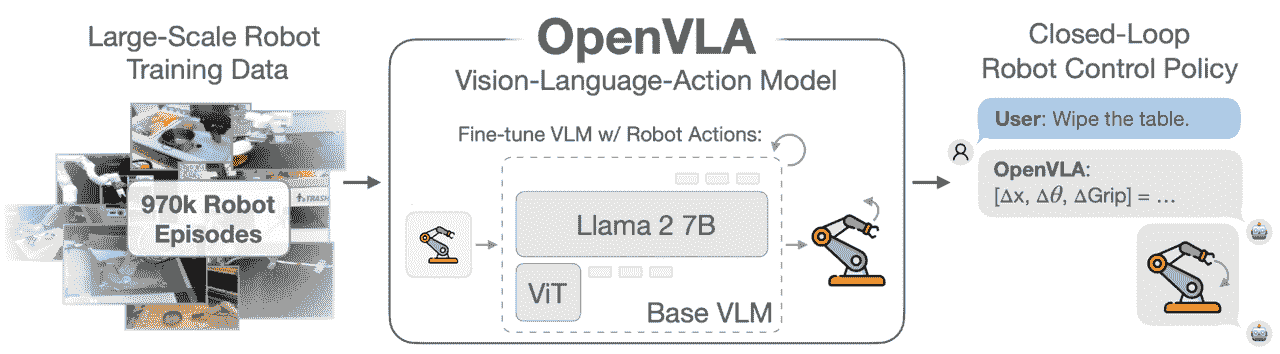 Large-Scale Robot
Training Data
970k Robot
Episodes
TRASH
OpenVLA
Vision-Language-Action Model
Fine-tune VLM w/ Robot Actions:
Llama 2 7B
ViT
Base VLM
Closed-Loop
Robot Control Policy
User: Wipe the table.
OpenVLA:
[Δx, Δθ, ΔGrip] = ...